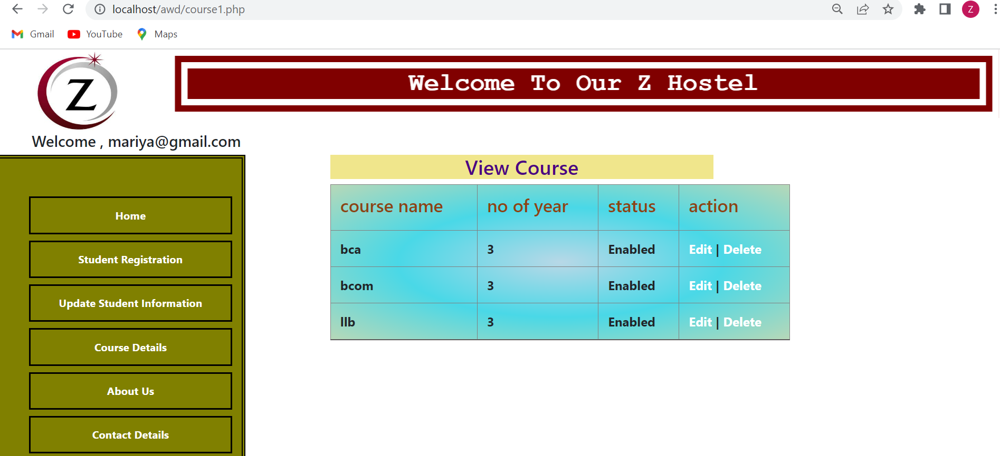 localhost/awd/course1.php
Z
Gmail YouTube Maps
Z
Welcome To Our Z Hostel
Welcome , mariya@gmail.com
View Course
course name no of year status action
bca 3 Enabled Edit | Delete
bcom 3 Enabled Edit | Delete
llb 3 Enabled Edit | Delete
Home
Student Registration
Update Student Information
Course Details
About Us
Contact Details